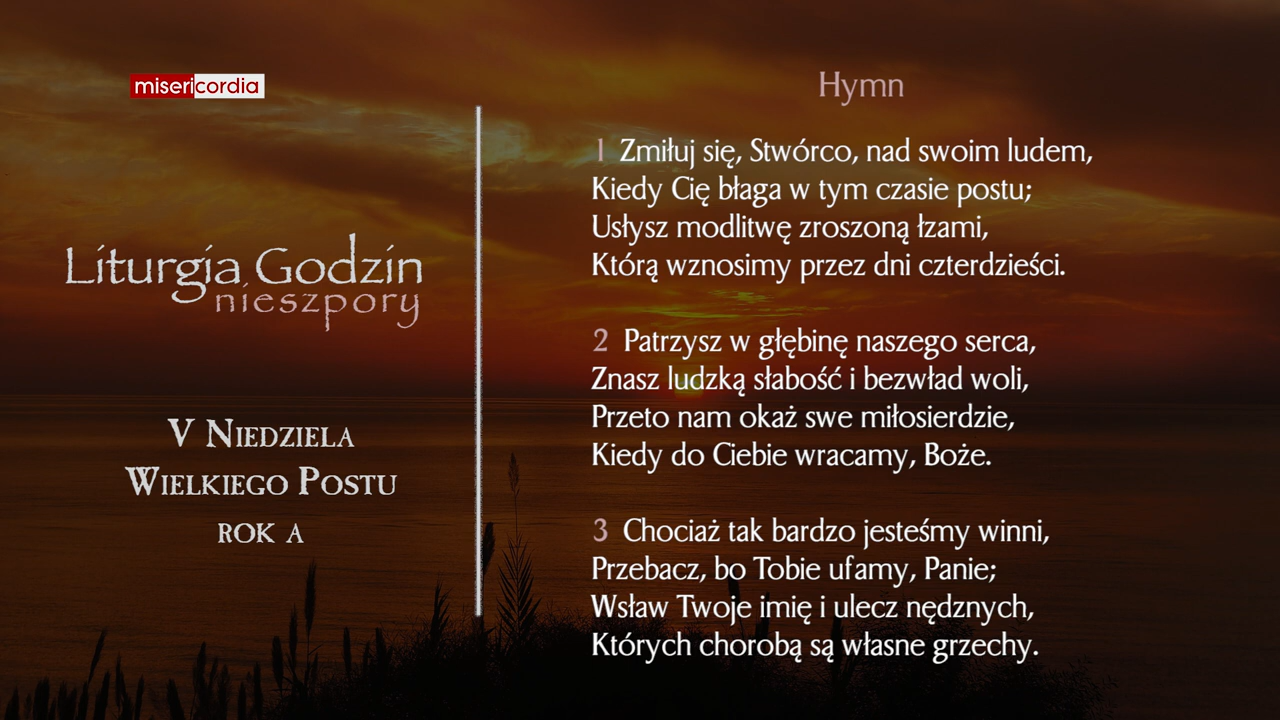 misericordia
Liturgia Godzin
nieszpory
V Niedziela
Wielkiego Postu
rok A
Hymn
1 Zmiłuj się, Stwórco, nad swoim ludem,
Kiedy Cię błaga w tym czasie postu;
Usłysz modlitwę zroszoną łzami,
Którą wznosimy przez dni czterdzieści.
2 Patrzysz w głębinę naszego serca,
Znasz ludzką słabość i bezwład woli,
Przeto nam okaż swe miłosierdzie,
Kiedy do Ciebie wracamy, Boże.
3 Chociaż tak bardzo jesteśmy winni,
Przebacz, bo Tobie ufamy, Panie;
Wsław Twoje imię i ulecz nędznych,
Których chorobą są własne grzechy.